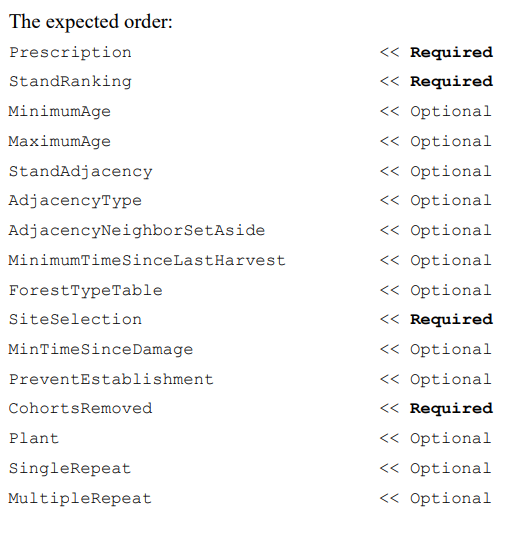 The expected order:
Prescription << Required
StandRanking << Required
MinimumAge << Optional
MaximumAge << Optional
StandAdjacency << Optional
AdjacencyType << Optional
AdjacencyNeighborSetAside << Optional
MinimumTimeSinceLastHarvest << Optional
ForestTypeTable << Optional
SiteSelection << Required
MinTimeSinceDamage << Optional
PreventEstablishment << Optional
CohortsRemoved << Required
Plant << Optional
SingleRepeat << Optional
MultipleRepeat << Optional